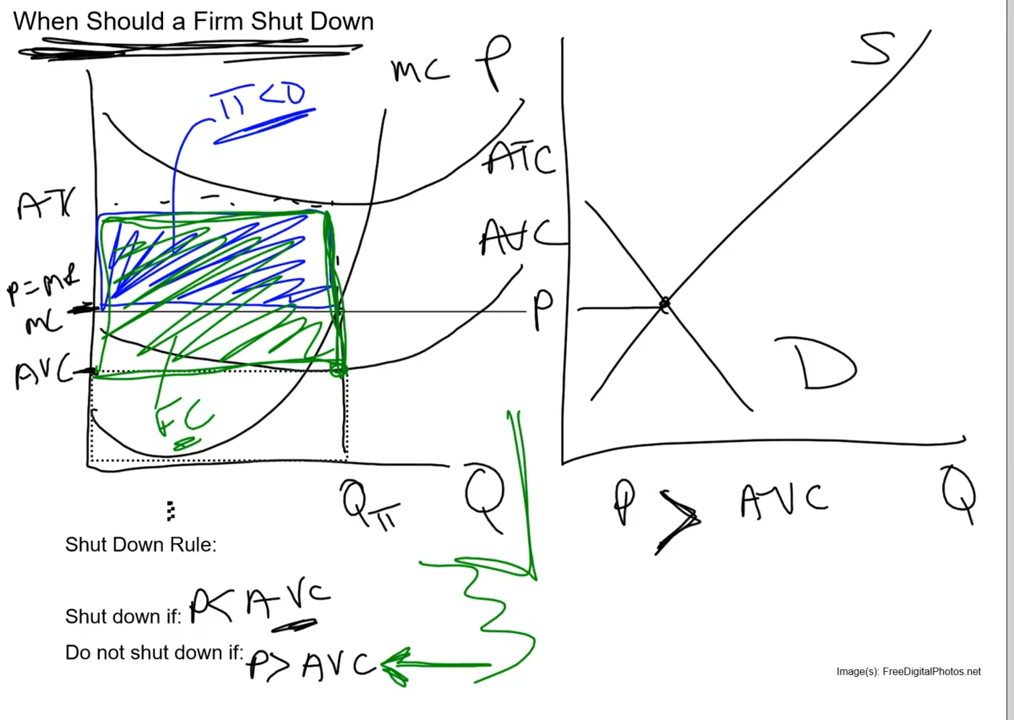 When Should a Firm Shut Down
MC
P
S
π<0
ATC
ATC
AVC
P=MR
MC
P
AVC
D
FC
Qπ
Q
P > AVC
Q
Shut Down Rule:
Shut down if: P< AVC
Do not shut down if: P> AVC
Image(s): FreeDigitalPhotos.net